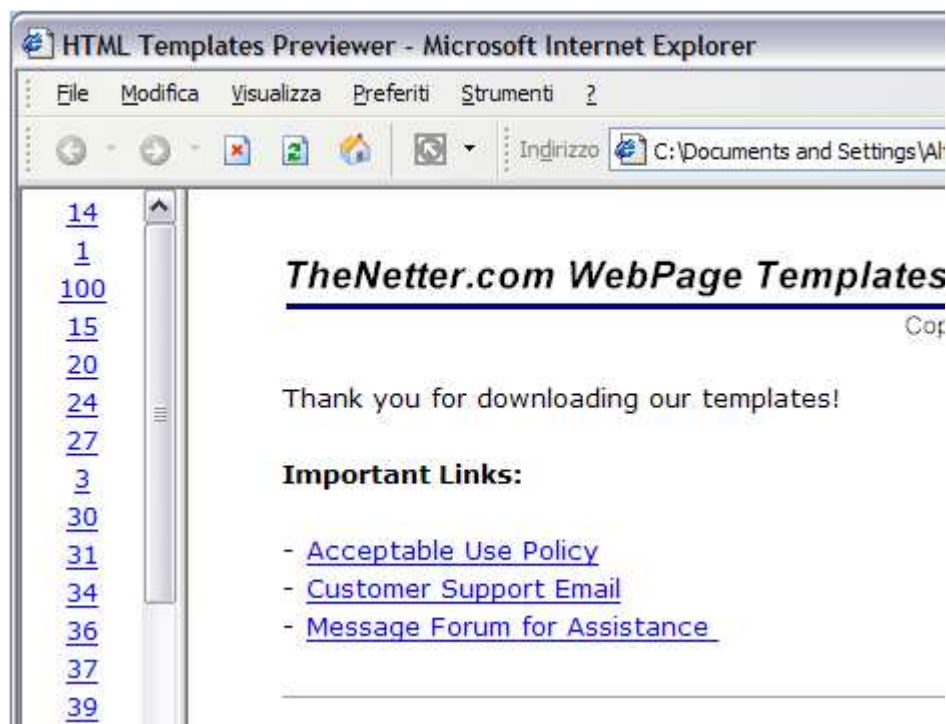 HTML Templates Previewer - Microsoft Internet Explorer
File Modifica Visualizza Preferiti Strumenti ?
Indirizzo C:\Documents and Settings\Al
14
1
100
15
20
24
27
3
30
31
34
36
37
39
TheNetter.com WebPage Templates
Cop
Thank you for downloading our templates!
Important Links:
- Acceptable Use Policy
- Customer Support Email
- Message Forum for Assistance